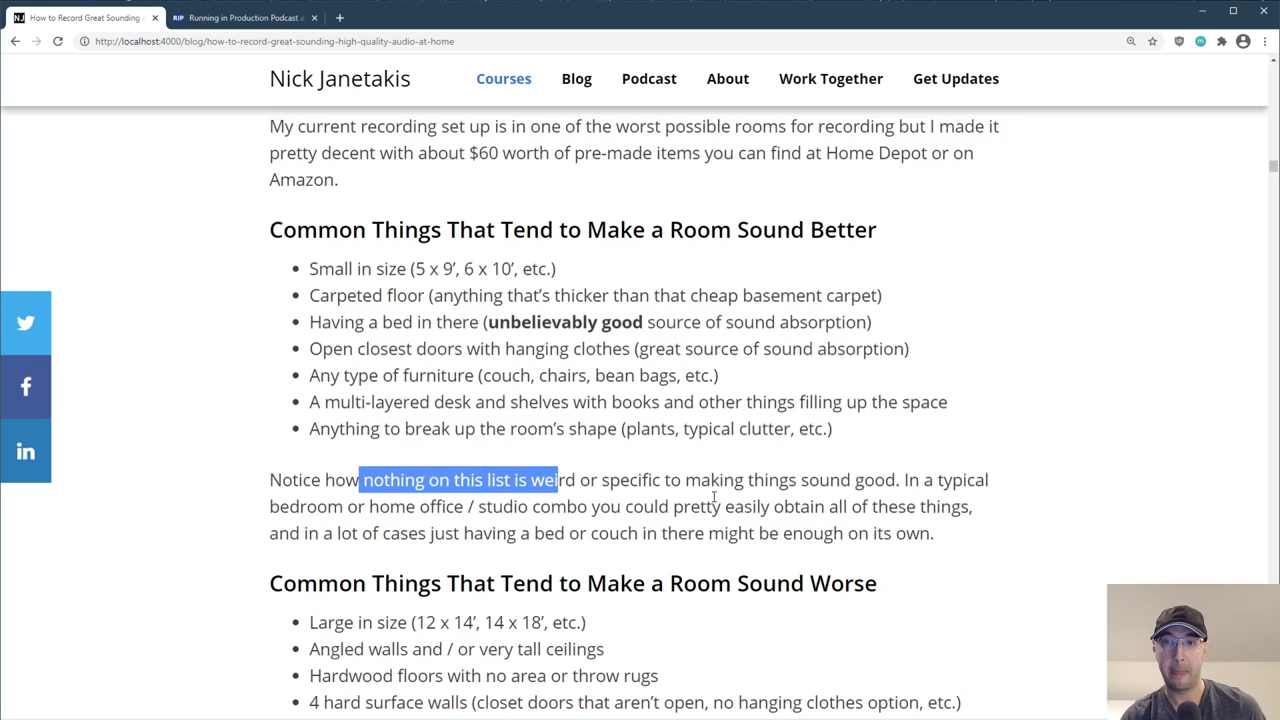 How to Record Great Sounding
Running in Production Podcast
http://localhost:4000/blog/how-to-record-great-sounding-high-quality-audio-at-home
Nick Janetakis
Courses Blog Podcast About Work Together Get Updates
My current recording set up is in one of the worst possible rooms for recording but I made it
pretty decent with about $60 worth of pre-made items you can find at Home Depot or on
Amazon.
Common Things That Tend to Make a Room Sound Better
• Small in size (5 x 9’, 6 x 10’, etc.)
• Carpeted floor (anything that’s thicker than that cheap basement carpet)
• Having a bed in there (unbelievably good source of sound absorption)
• Open closest doors with hanging clothes (great source of sound absorption)
• Any type of furniture (couch, chairs, bean bags, etc.)
• A multi-layered desk and shelves with books and other things filling up the space
• Anything to break up the room’s shape (plants, typical clutter, etc.)
Notice how nothing on this list is weird or specific to making things sound good. In a typical
bedroom or home office / studio combo you could pretty easily obtain all of these things,
and in a lot of cases just having a bed or couch in there might be enough on its own.
Common Things That Tend to Make a Room Sound Worse
• Large in size (12 x 14’, 14 x 18’, etc.)
• Angled walls and / or very tall ceilings
• Hardwood floors with no area or throw rugs
• 4 hard surface walls (closet doors that aren’t open, no hanging clothes option, etc.)